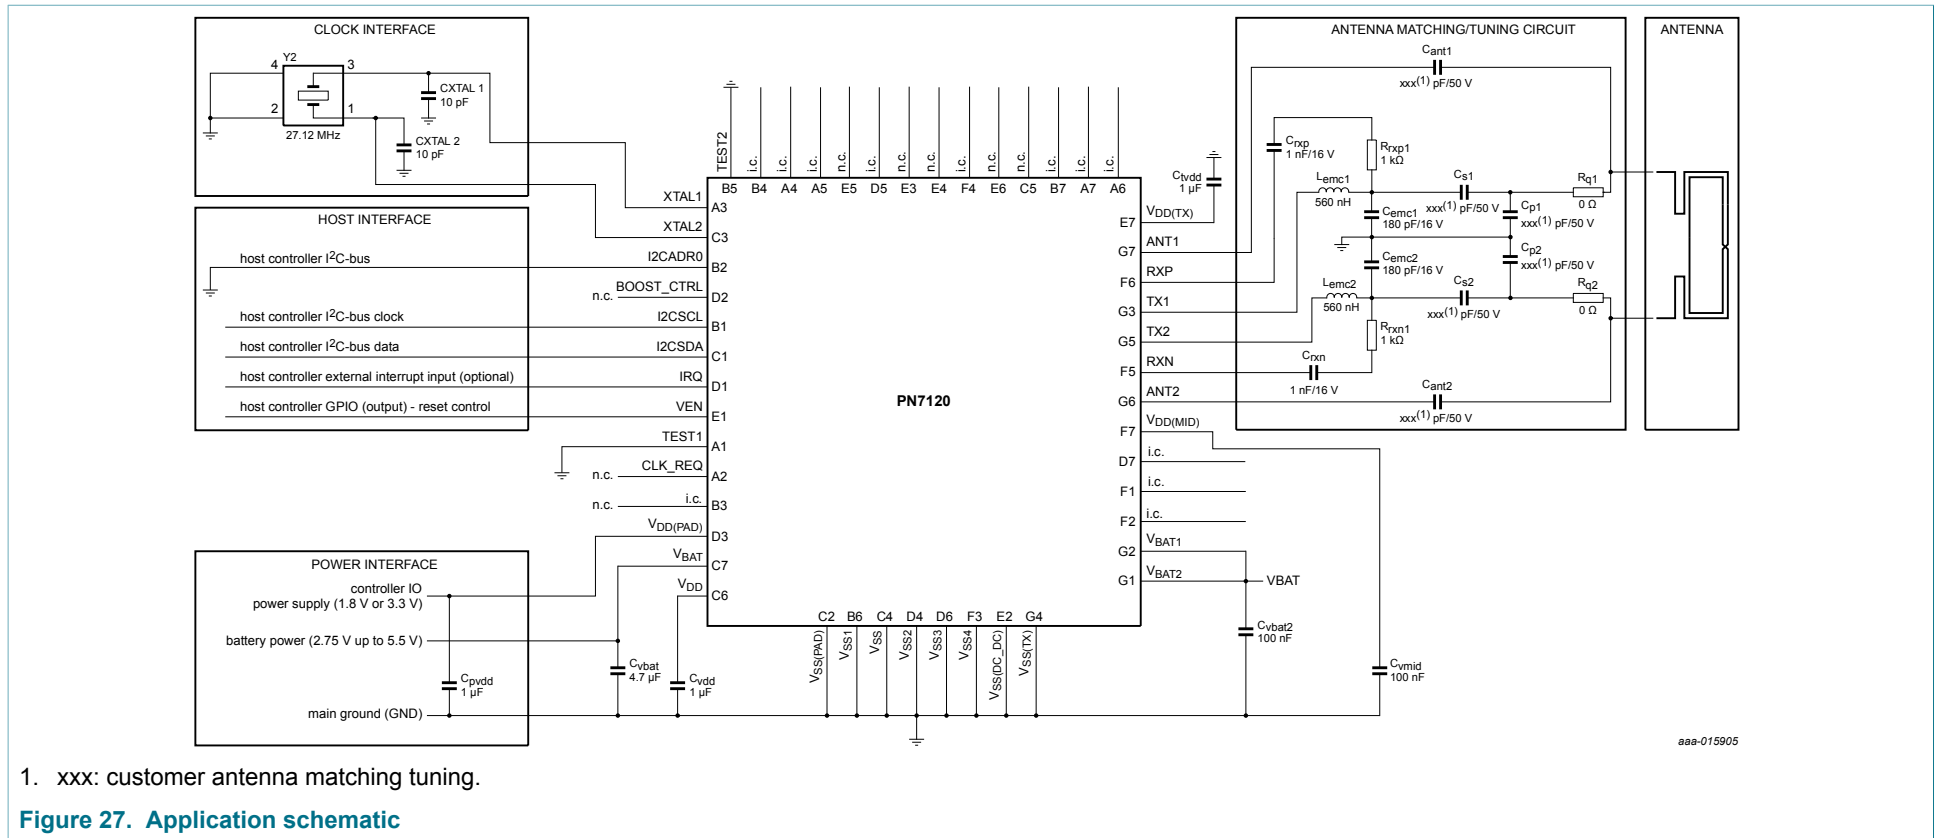 CLOCK INTERFACE
Y2
4
3
2
1
27.12 MHz
CXTAL 1
10 pF
CXTAL 2
10 pF
HOST INTERFACE
host controller I2C-bus
host controller I2C-bus clock
host controller I2C-bus data
host controller external interrupt input (optional)
host controller GPIO (output) - reset control
POWER INTERFACE
controller IO
power supply (1.8 V or 3.3 V)
battery power (2.75 V up to 5.5 V)
Cpvdd
1 µF
main ground (GND)
Cvbat
4.7 µF
Cvdd
1 µF
XTAL1
A3
XTAL2
C3
I2CADR0
B2
n.c.
BOOST_CTRL
D2
I2CSCL
B1
I2CSDA
C1
IRQ
D1
VEN
E1
TEST1
A1
n.c.
CLK_REQ
A2
n.c.
i.c.
B3
VDD(PAD)
D3
VBAT
C7
VDD
C6
TEST2
i.c.
i.c.
i.c.
n.c.
i.c.
n.c.
n.c.
i.c.
i.c.
n.c.
i.c.
i.c.
i.c.
B5 B4 A4 A5 E5 D5 E3 E4 F4 E6 C5 B7 A7 A6
PN7120
C2 B6 C4 D4 D6 F3 E2 G4
VSS(PAD)
VSS1
VSS
VSS2
VSS3
VSS4
VSS(DC_DC)
VSS(TX)
Ctvdd
1 µF
E7
VDD(TX)
G7
ANT1
F6
RXP
G3
TX1
G5
TX2
F5
RXN
G6
ANT2
F7
VDD(MID)
D7
i.c.
F1
i.c.
F2
i.c.
G2
VBAT1
G1
VBAT2
VBAT
Cvbat2
100 nF
Cvmid
100 nF
ANTENNA MATCHING/TUNING CIRCUIT
Cant1
xxx(1) pF/50 V
Crxp
1 nF/16 V
Rrxp1
1 kΩ
Lemc1
560 nH
Cs1
xxx(1) pF/50 V
Rq1
0 Ω
Cemc1
180 pF/16 V
Cp1
xxx(1) pF/50 V
Cemc2
180 pF/16 V
Cp2
xxx(1) pF/50 V
Lemc2
560 nH
Cs2
xxx(1) pF/50 V
Rq2
0 Ω
Rrxn1
1 kΩ
Crxn
1 nF/16 V
Cant2
xxx(1) pF/50 V
ANTENNA
aaa-015905
1. xxx: customer antenna matching tuning.
Figure 27. Application schematic